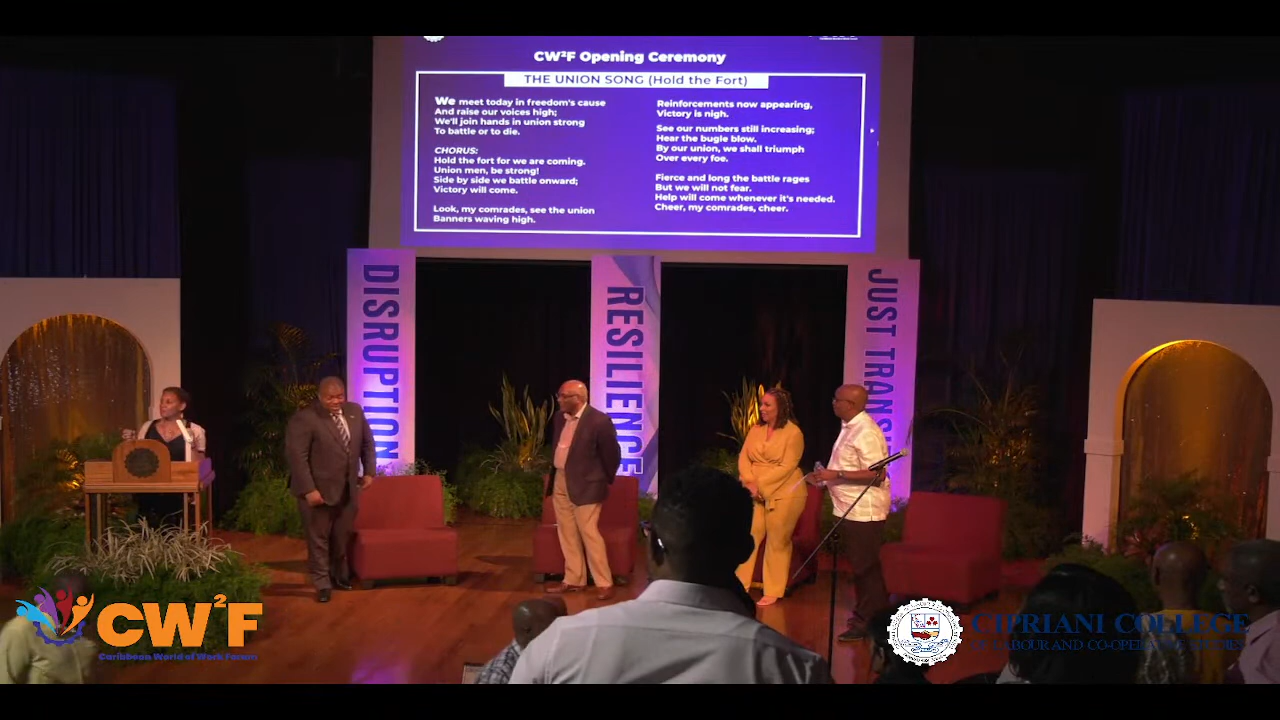 CW²F Opening Ceremony
THE UNION SONG (Hold the Fort)
We meet today in freedom's cause
And raise our voices high;
We'll join hands in union strong
To battle or to die.
CHORUS:
Hold the fort for we are coming.
Union men, be strong!
Side by side we battle onward;
Victory will come.
Look, my comrades, see the union
Banners waving high.
Reinforcements now appearing,
Victory is nigh.
See our numbers still increasing;
Hear the bugle blow.
By our union, we shall triumph
Over every foe.
Fierce and long the battle rages
But we will not fear.
Help will come whenever it's needed.
Cheer, my comrades, cheer.
DISRUPTION
RESILIENCE
JUST TRANSI
CW²F
Caribbean World of Work Forum
CIPRIANI COLLEGE
OF LABOUR AND CO-OPERATIVE STUDIES